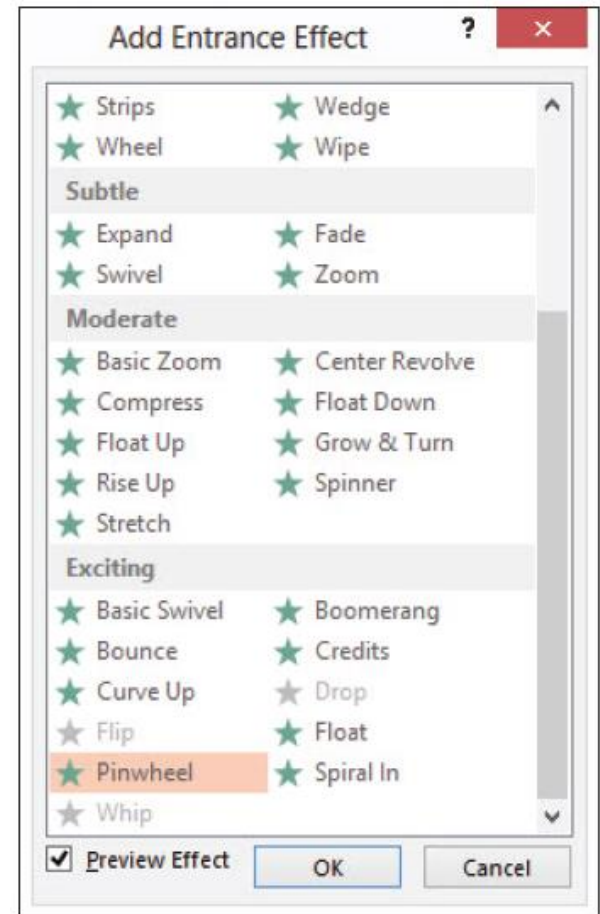 Add Entrance Effect ? ×
Strips Wedge
Wheel Wipe
Subtle
Expand Fade
Swivel Zoom
Moderate
Basic Zoom Center Revolve
Compress Float Down
Float Up Grow & Turn
Rise Up Spinner
Stretch
Exciting
Basic Swivel Boomerang
Bounce Credits
Curve Up Drop
Flip Float
Pinwheel Spiral In
Whip
Preview Effect OK Cancel